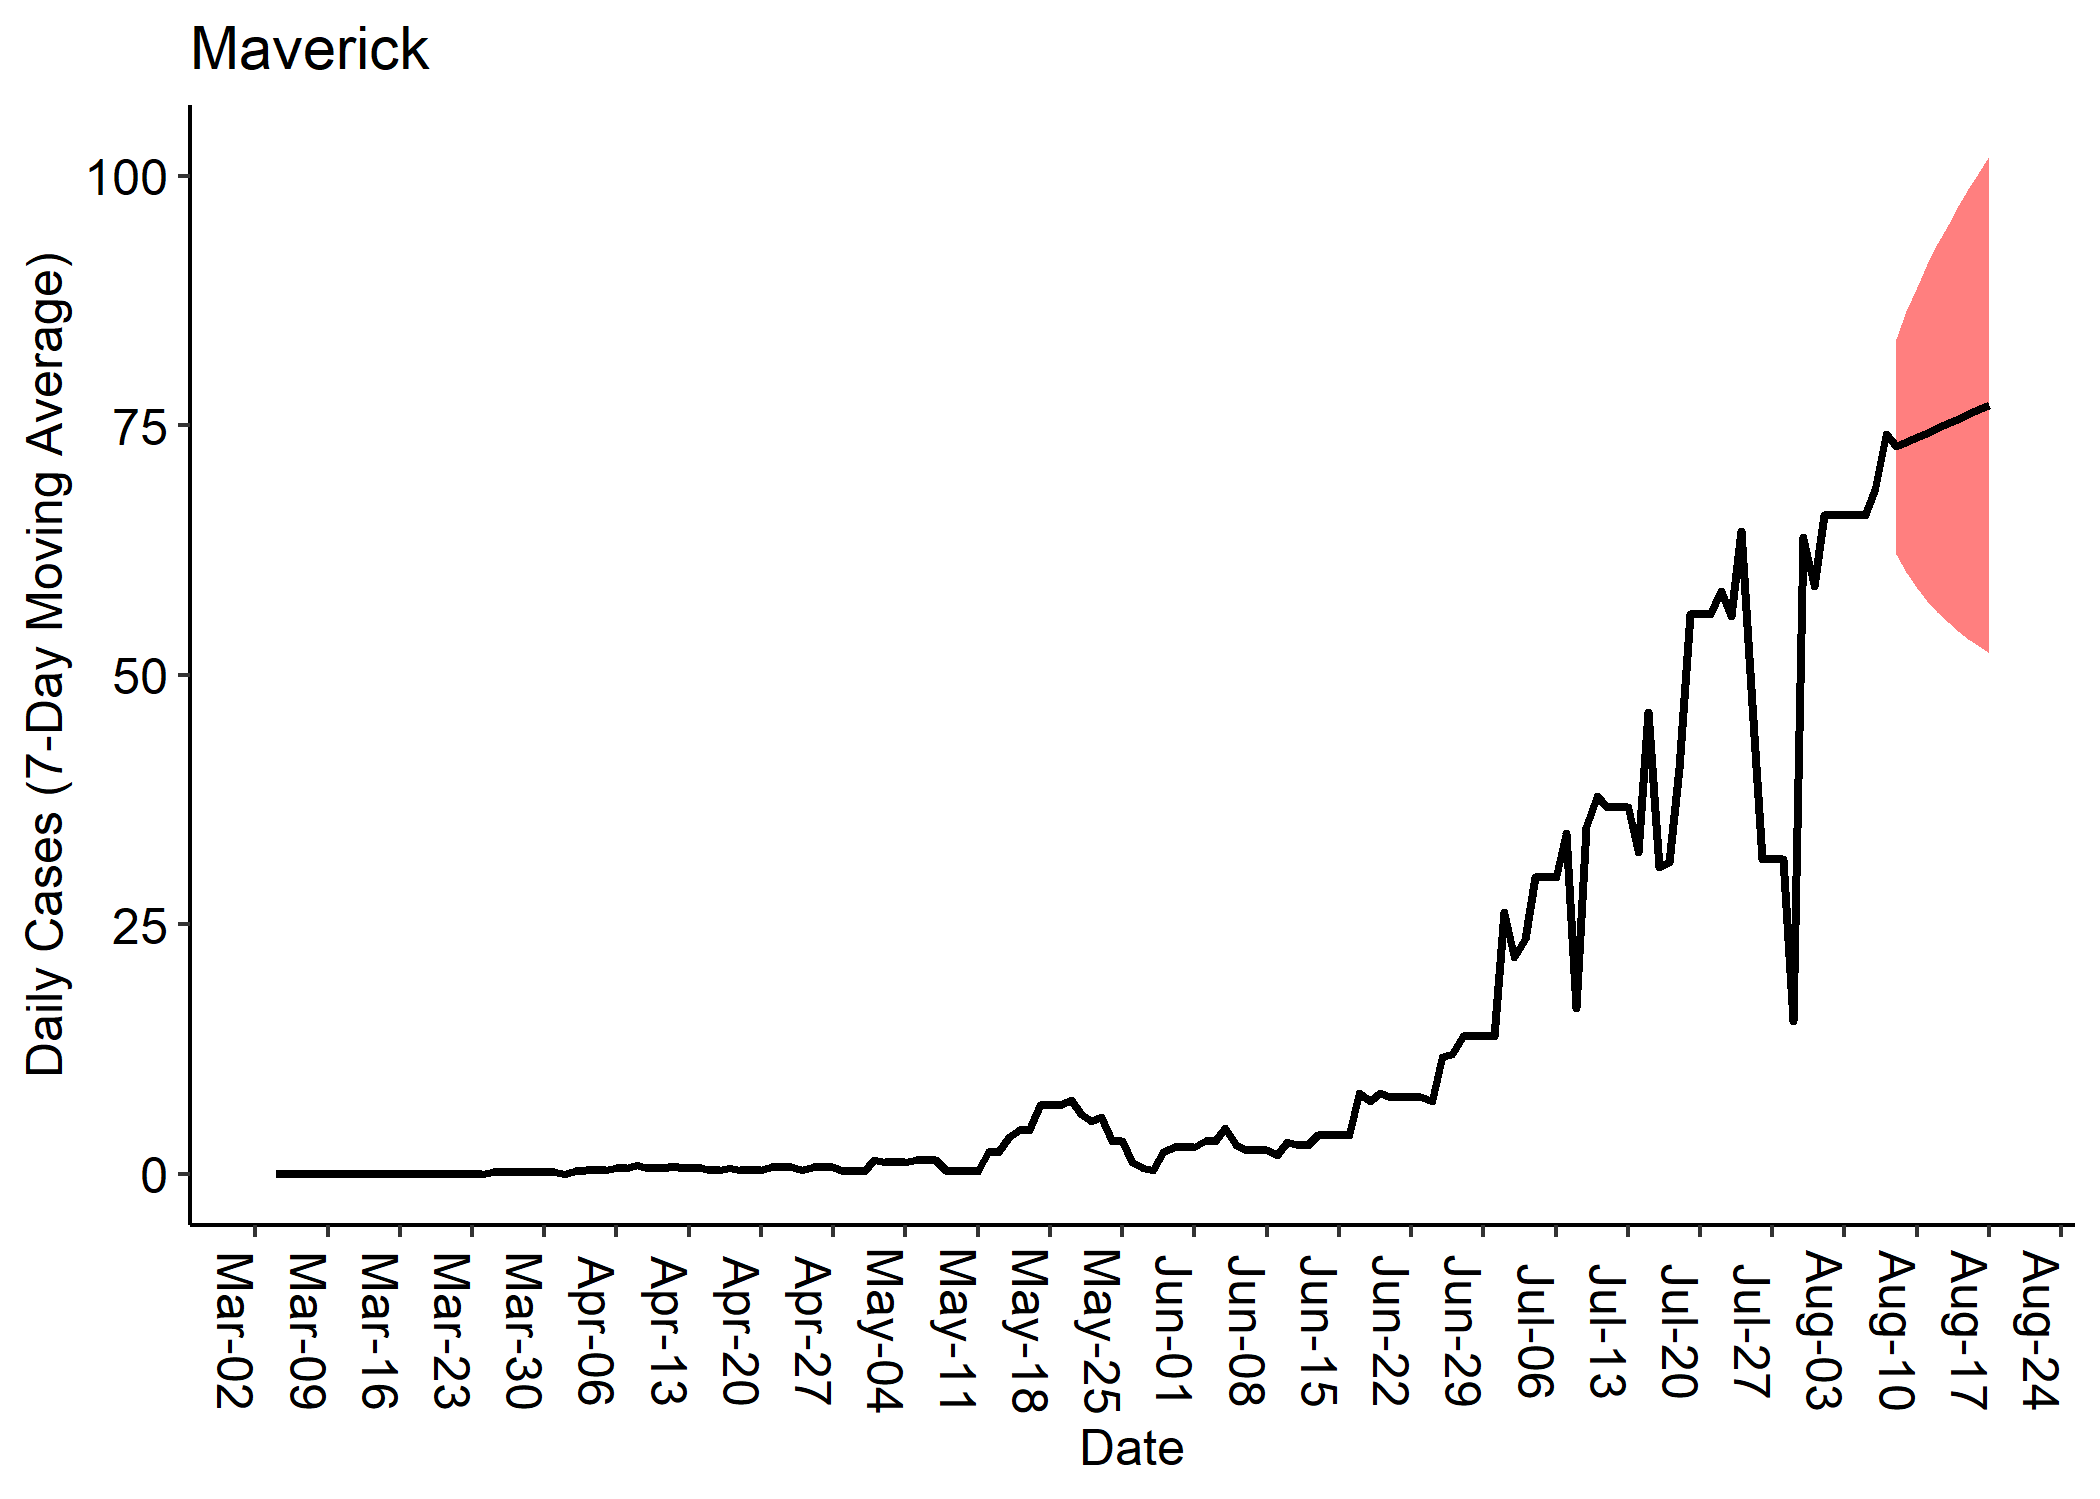 Maverick
Daily Cases (7-Day Moving Average)
100
75
50
25
0
Mar-02
Mar-09
Mar-16
Mar-23
Mar-30
Apr-06
Apr-13
Apr-20
Apr-27
May-04
May-11
May-18
May-25
Jun-01
Jun-08
Jun-15
Jun-22
Jun-29
Jul-06
Jul-13
Jul-20
Jul-27
Aug-03
Aug-10
Aug-17
Aug-24
Date